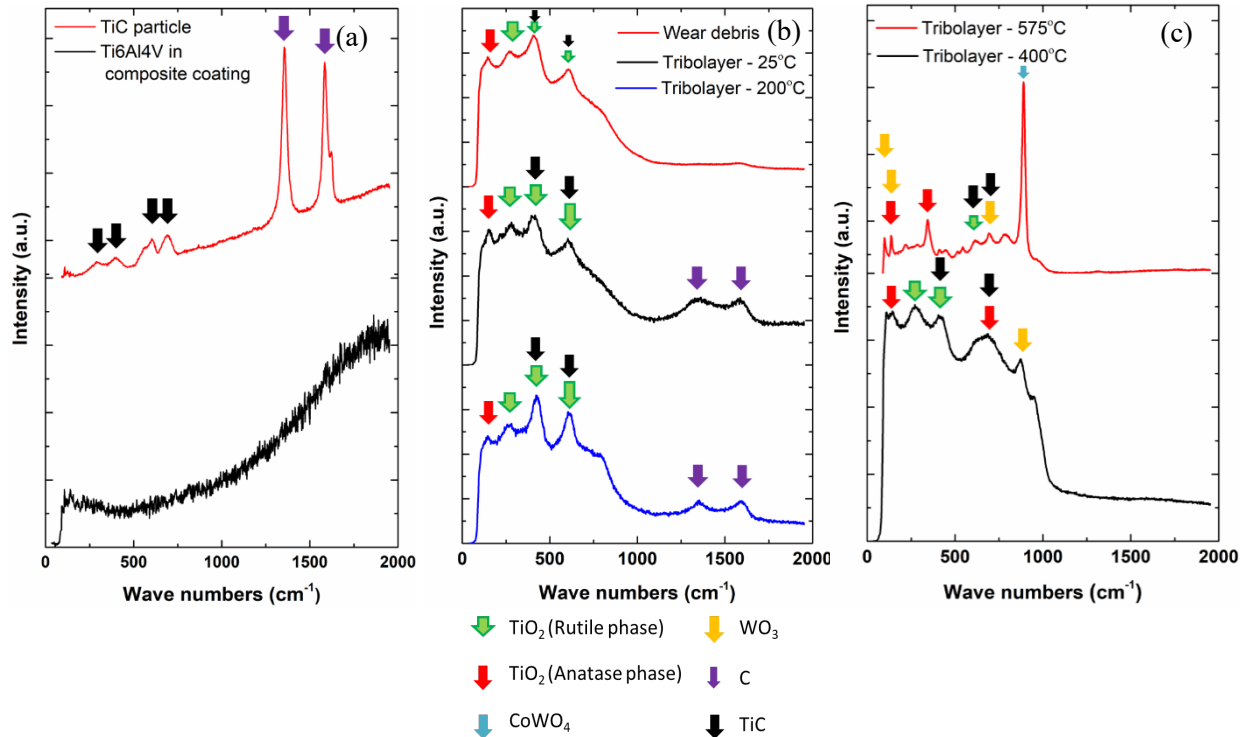 (a)
TiC particle
Ti6Al4V in
composite coating
Intensity (a.u.)
0 500 1000 1500 2000
Wave numbers (cm⁻¹)
(b)
Wear debris
Tribolayer - 25°C
Tribolayer - 200°C
Intensity (a.u.)
0 500 1000 1500 2000
Wave numbers (cm⁻¹)
(c)
Tribolayer - 575°C
Tribolayer - 400°C
Intensity (a.u.)
0 500 1000 1500 2000
Wave numbers (cm⁻¹)
TiO₂ (Rutile phase)
WO₃
TiO₂ (Anatase phase)
C
CoWO₄
TiC